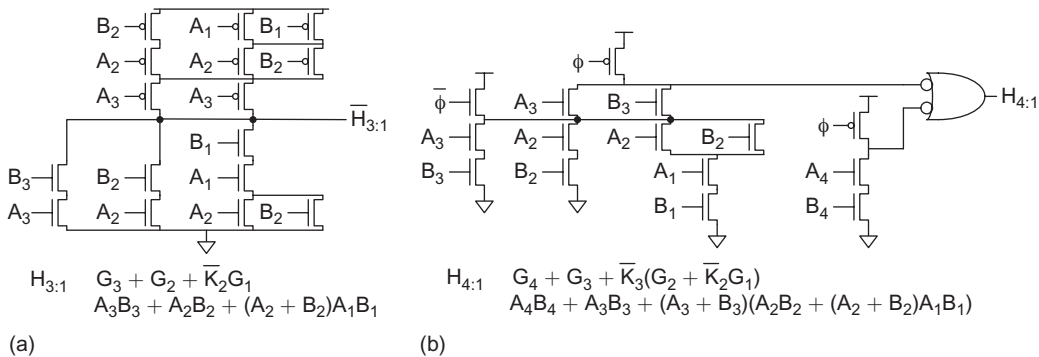 B₂ A₁ B₁
A₂ A₂ B₂
A₃ A₃
H̅₃:₁
B₁
B₃ B₂ A₁
A₃ A₂ A₂ B₂
H₃:₁ G₃ + G₂ + K̅₂G₁
A₃B₃ + A₂B₂ + (A₂ + B₂)A₁B₁
(a)
ϕ
ϕ̅ A₃ B₃ H₄:₁
ϕ
A₃ A₂ A₂ B₂
B₃ B₂ A₁ A₄
B₁ B₄
H₄:₁ G₄ + G₃ + K̅₃(G₂ + K̅₂G₁)
A₄B₄ + A₃B₃ + (A₃ + B₃)(A₂B₂ + (A₂ + B₂)A₁B₁)
(b)